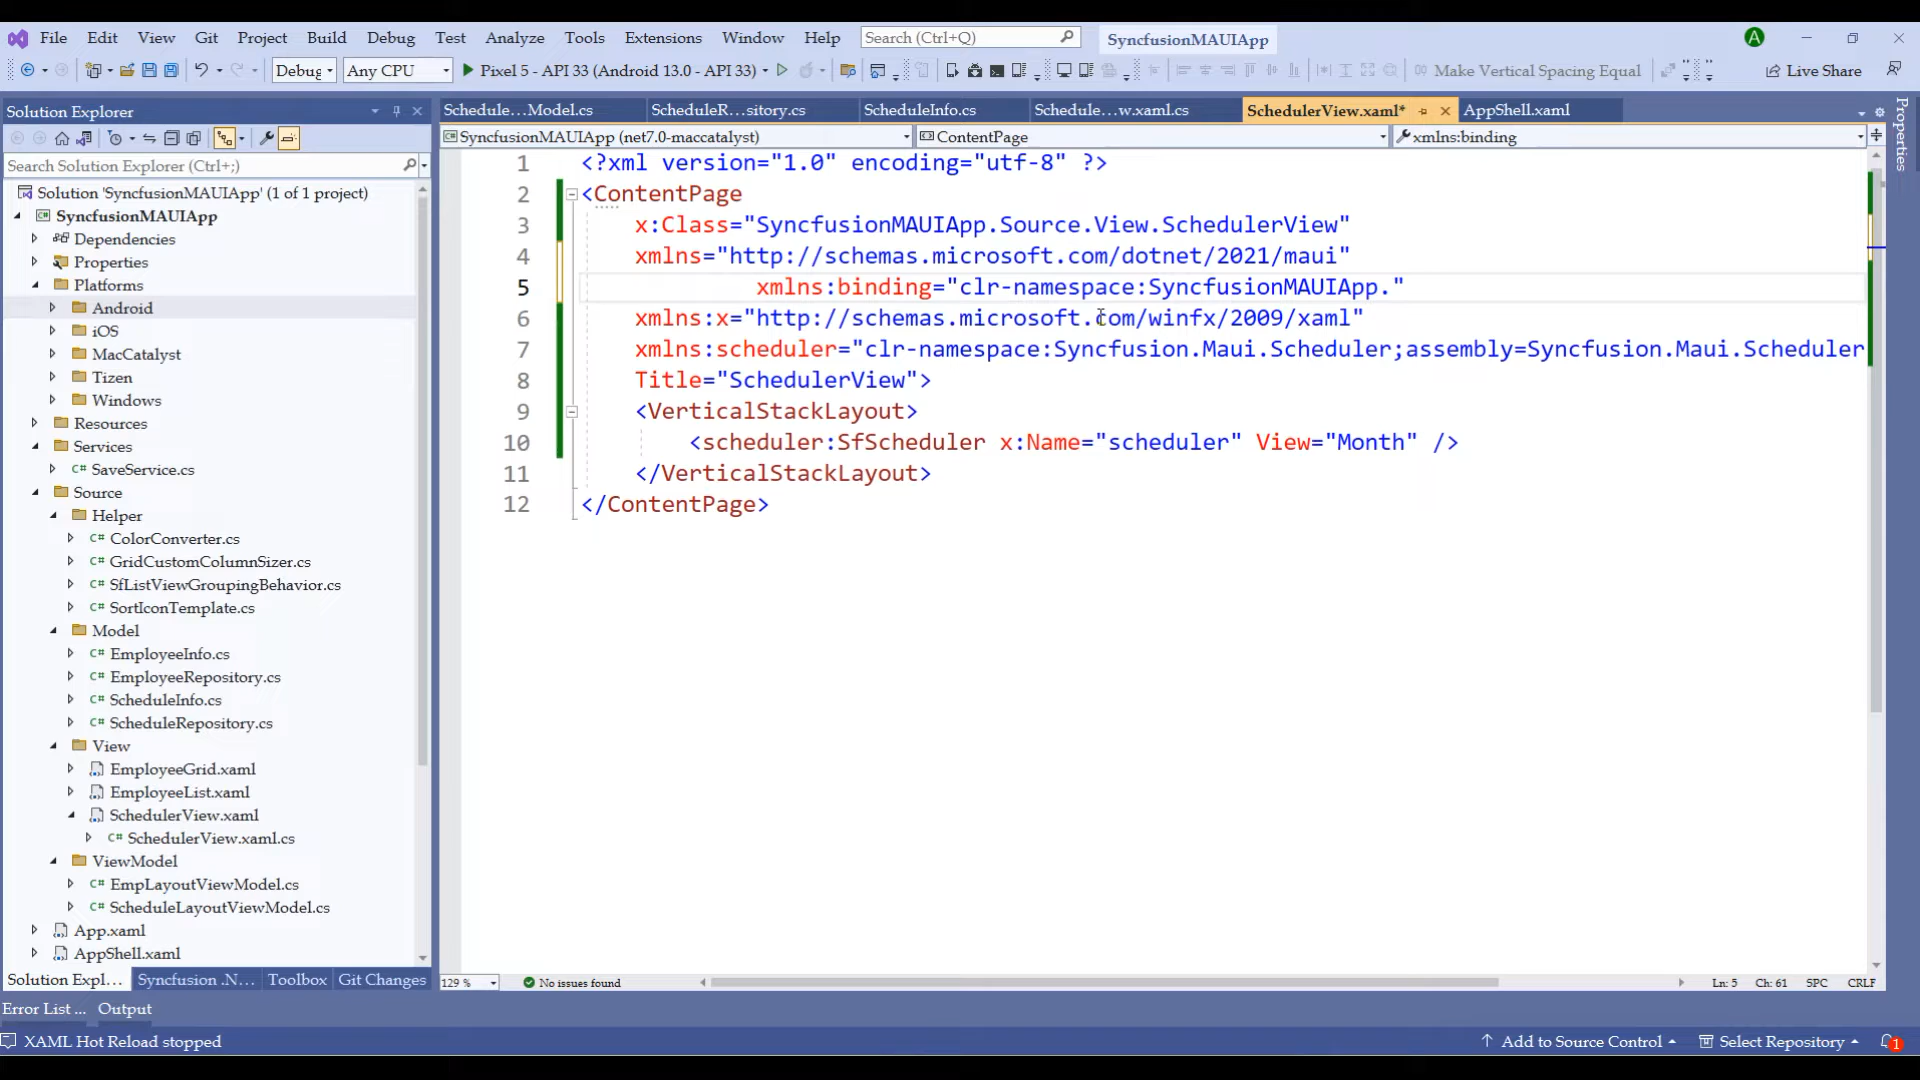 File Edit View Git Project Build Debug Test Analyze Tools Extensions Window Help Search (Ctrl+Q) SyncfusionMAUIApp A
Debug Any CPU Pixel 5 - API 33 (Android 13.0 - API 33) Make Vertical Spacing Equal Live Share
Solution Explorer
Search Solution Explorer (Ctrl+;)
Solution 'SyncfusionMAUIApp' (1 of 1 project)
SyncfusionMAUIApp
Dependencies
Properties
Platforms
Android
iOS
MacCatalyst
Tizen
Windows
Resources
Services
C# SaveService.cs
Source
Helper
C# ColorConverter.cs
C# GridCustomColumnSizer.cs
C# SfListViewGroupingBehavior.cs
C# SortIconTemplate.cs
Model
C# EmployeeInfo.cs
C# EmployeeRepository.cs
C# ScheduleInfo.cs
C# ScheduleRepository.cs
View
EmployeeGrid.xaml
EmployeeList.xaml
SchedulerView.xaml
C# SchedulerView.xaml.cs
ViewModel
C# EmpLayoutViewModel.cs
C# ScheduleLayoutViewModel.cs
App.xaml
AppShell.xaml
Solution Expl... Syncfusion .N... Toolbox Git Changes
Schedule...Model.cs ScheduleR...sitory.cs ScheduleInfo.cs Schedule...w.xaml.cs SchedulerView.xaml* AppShell.xaml
SyncfusionMAUIApp (net7.0-maccatalyst) ContentPage xmlns:binding
1 <?xml version="1.0" encoding="utf-8" ?>
2 <ContentPage
3 x:Class="SyncfusionMAUIApp.Source.View.SchedulerView"
4 xmlns="http://schemas.microsoft.com/dotnet/2021/maui"
5 xmlns:binding="clr-namespace:SyncfusionMAUIApp."
6 xmlns:x="http://schemas.microsoft.com/winfx/2009/xaml"
7 xmlns:scheduler="clr-namespace:Syncfusion.Maui.Scheduler;assembly=Syncfusion.Maui.Scheduler
8 Title="SchedulerView">
9 <VerticalStackLayout>
10 <scheduler:SfScheduler x:Name="scheduler" View="Month" />
11 </VerticalStackLayout>
12 </ContentPage>
129 % No issues found Ln: 5 Ch: 61 SPC CRLF
Properties
Error List ... Output
XAML Hot Reload stopped Add to Source Control Select Repository 1